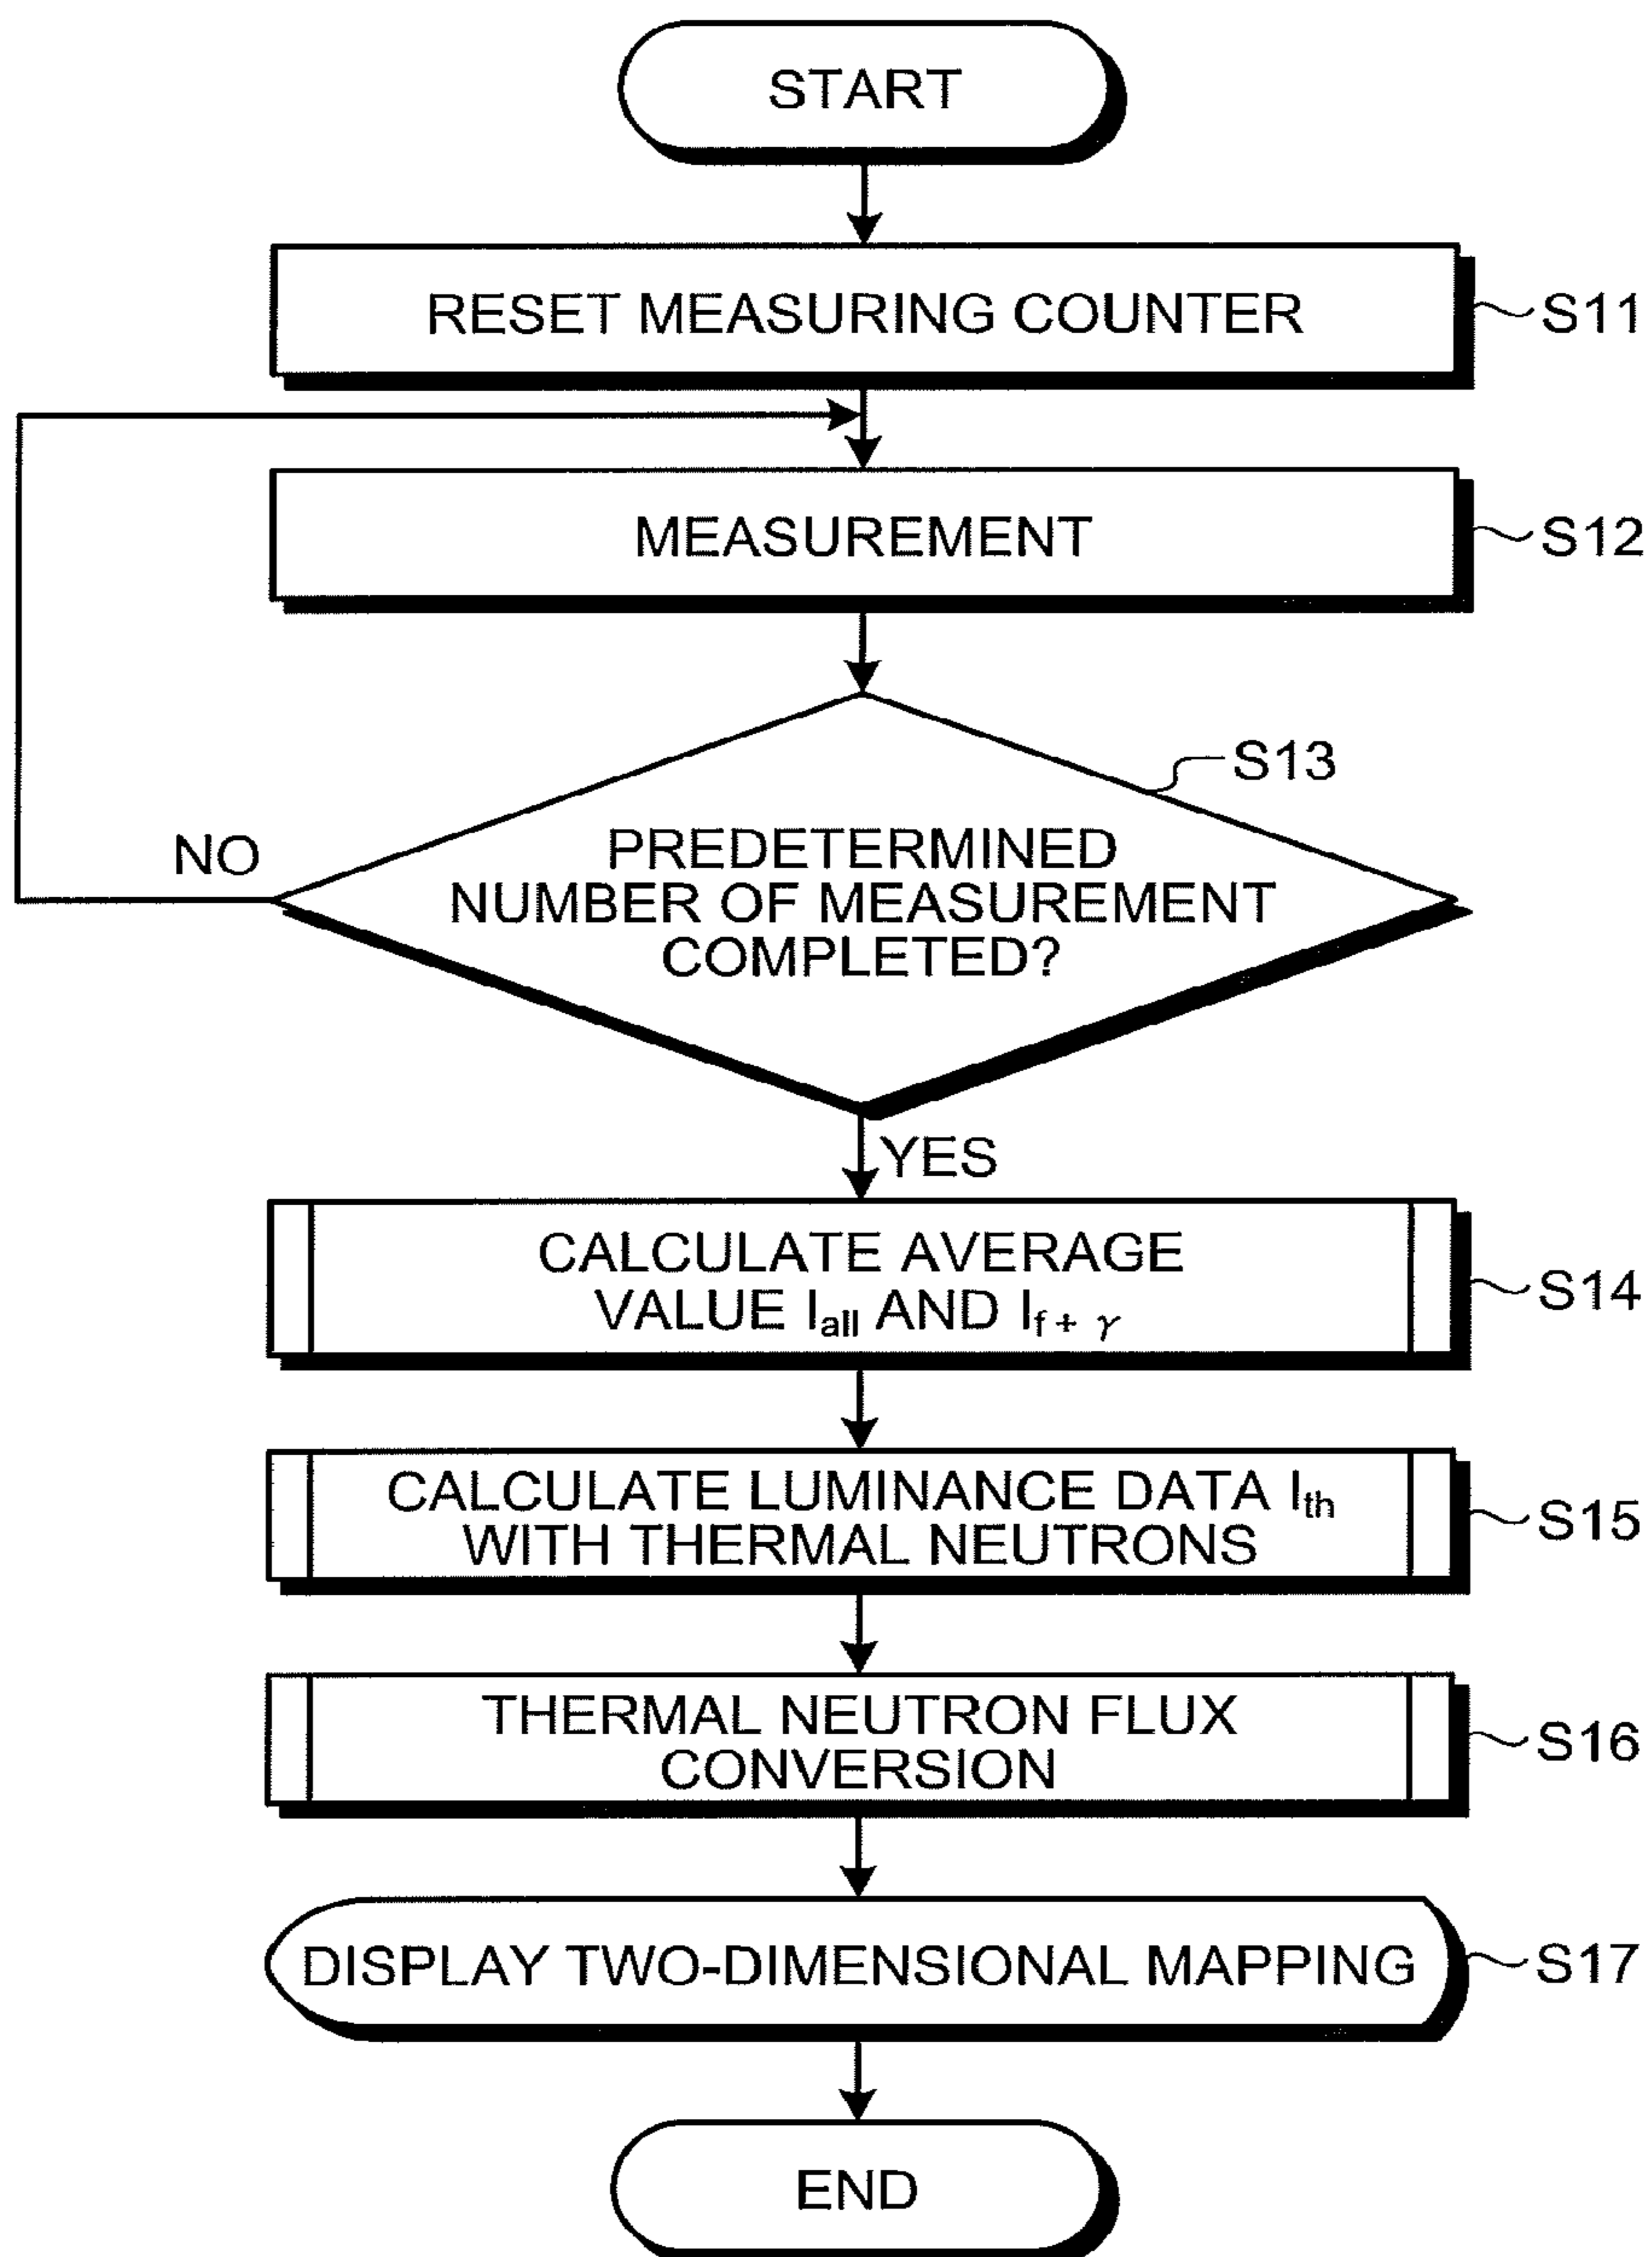 START
RESET MEASURING COUNTER
S11
MEASUREMENT
S12
S13
PREDETERMINED
NUMBER OF MEASUREMENT
COMPLETED?
NO
YES
CALCULATE AVERAGE
VALUE Iall AND If + γ
S14
CALCULATE LUMINANCE DATA Ith
WITH THERMAL NEUTRONS
S15
THERMAL NEUTRON FLUX
CONVERSION
S16
DISPLAY TWO-DIMENSIONAL MAPPING
S17
END